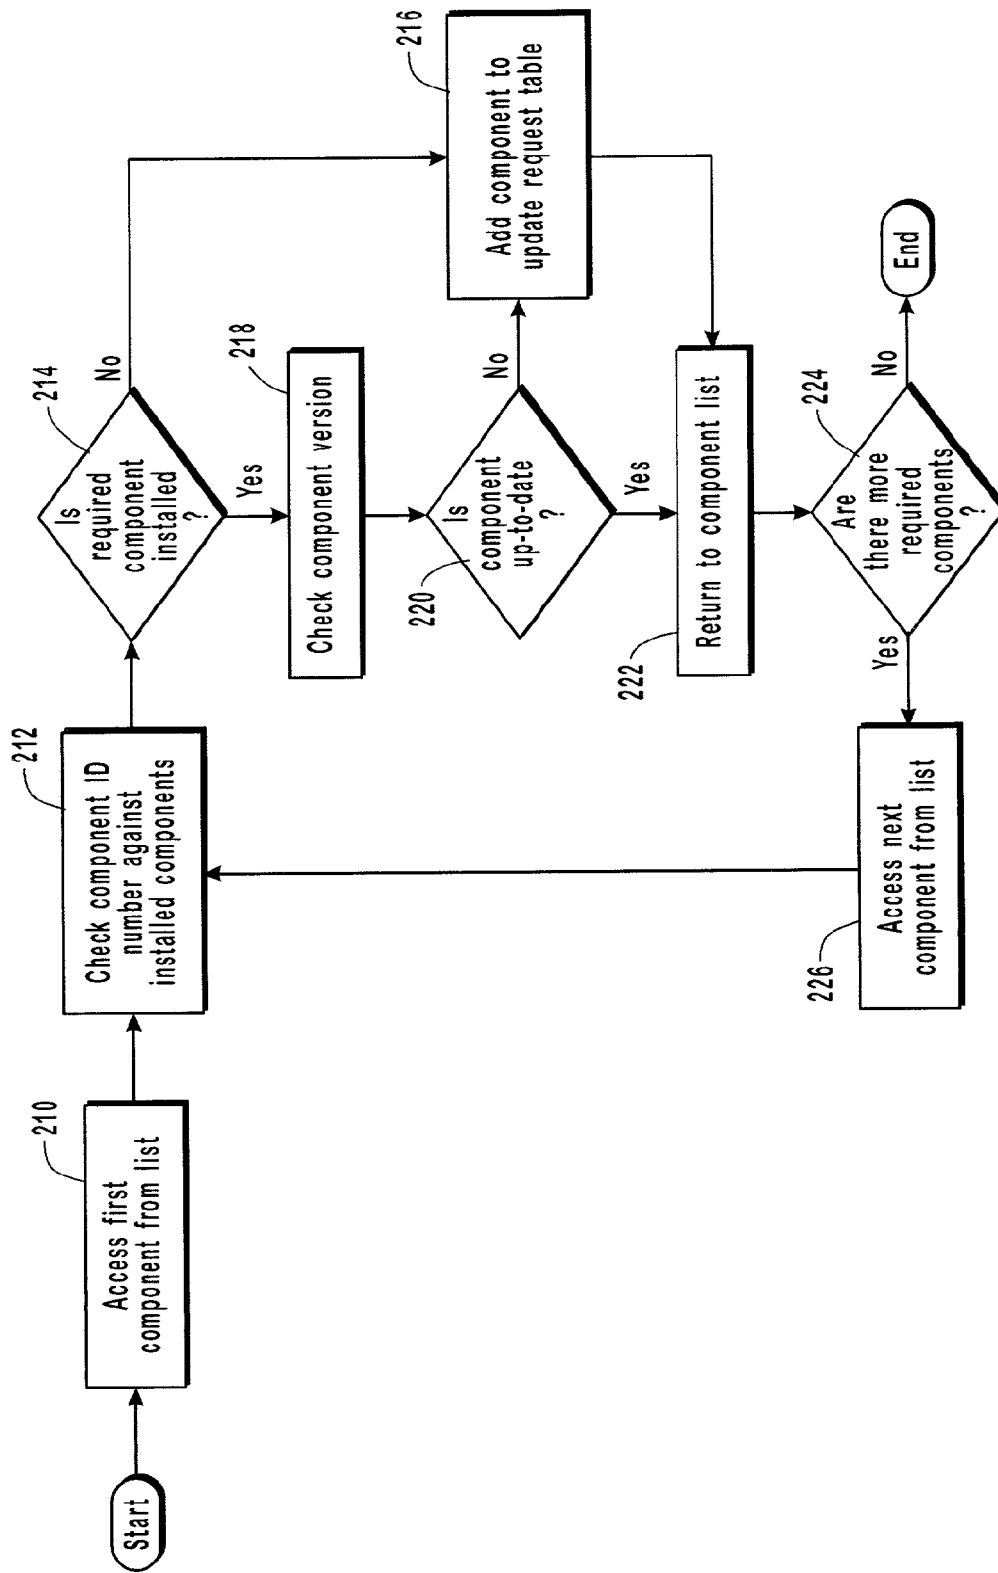 Start
210
Access first
component from list
212
Check component ID
number against
installed components
214
Is
required
component
installed
?
No
Yes
216
Add component to
update request table
218
Check component version
220
Is
component
up-to-date
?
No
Yes
222
Return to component list
224
Are
there more
required
components
?
No
End
Yes
226
Access next
component from list